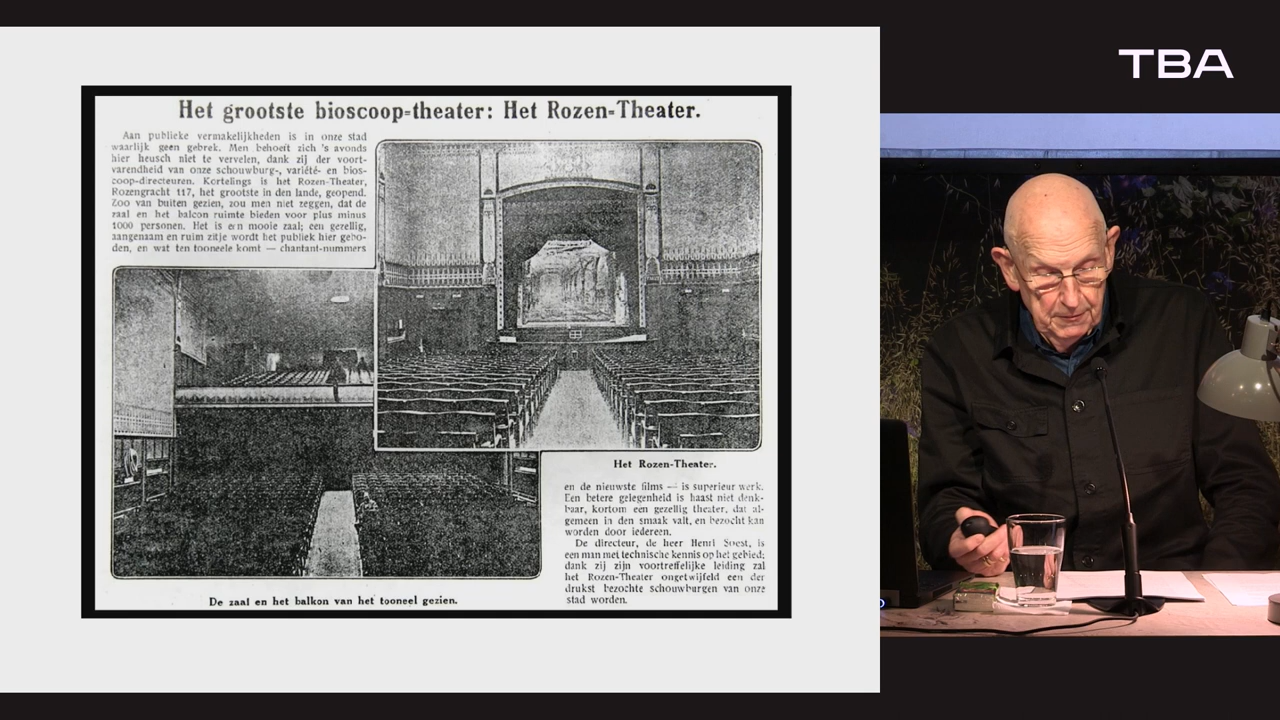 TBA
Het grootste bioscoop-theater: Het Rozen-Theater.
Aan publieke vermakelijkheden is in onze stad
waarlijk geen gebrek. Men behoeft zich 's avonds
hier heusch niet te vervelen, dank zij der voort-
varendheid van onze schouwburg-, variété- en bios-
coop-directeuren. Kortelings is het Rozen-Theater,
Rozengracht 117, het grootste in den lande, geopend.
Zoo van buiten gezien, zou men niet zeggen, dat de
zaal en het balcon ruimte bieden voor plus minus
1000 personen. Het is een mooie zaal; een gezellig,
aangenaam en ruim zitje wordt het publiek hier gebo-
den, en wat ten tooneele komt — chantant-nummers
Het Rozen-Theater.
en de nieuwste films — is superieur werk.
Een betere gelegenheid is haast niet denk-
baar, kortom een gezellig theater, dat al-
gemeen in den smaak valt, en bezocht kan
worden door iedereen.
De directeur, de heer Henri Soest, is
een man met technische kennis op het gebied;
dank zij zijn voortreffelijke leiding zal
het Rozen-Theater ongetwijfeld een der
drukst bezochte schouwburgen van onze
stad worden.
De zaal en het balkon van het tooneel gezien.